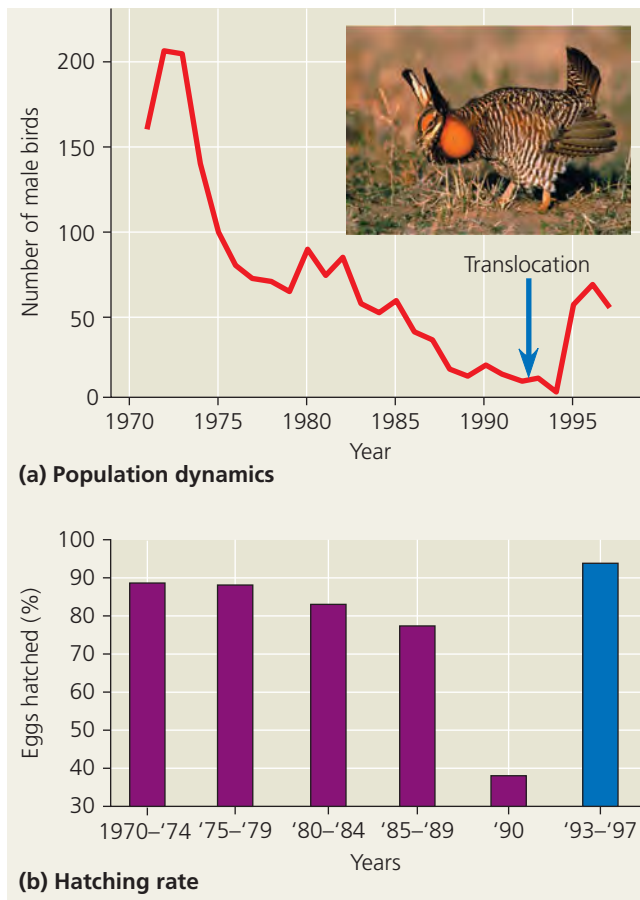 Number of male birds
200
150
100
50
0
Translocation
1970 1975 1980 1985 1990 1995
Year
(a) Population dynamics
Eggs hatched (%)
100
90
80
70
60
50
40
30
1970–‘74 ‘75–‘79 ‘80–‘84 ‘85–‘89 ‘90 ‘93–‘97
Years
(b) Hatching rate